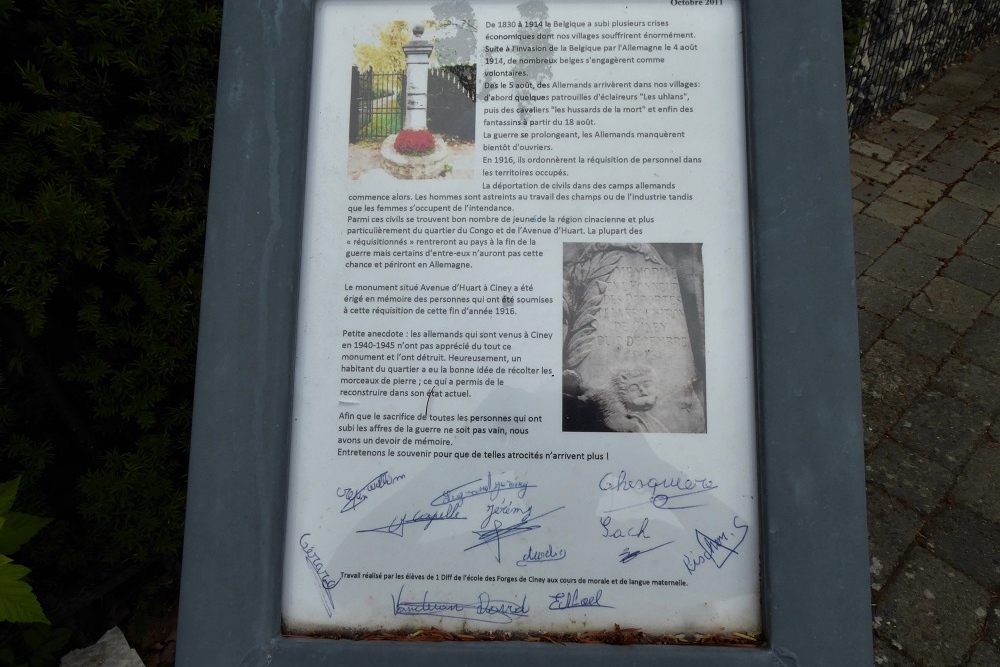 Octobre 2011
De 1830 à 1914 la Belgique a subi plusieurs crises
économiques dont nos villages souffrirent énormément.
Suite à l'invasion de la Belgique par l'Allemagne le 4 août
1914, de nombreux belges s'engagèrent comme
volontaires.
Dès le 5 août, des Allemands arrivèrent dans nos villages:
d'abord quelques patrouilles d'éclaireurs "Les uhlans",
puis des cavaliers "les hussards de la mort" et enfin des
fantassins à partir du 18 août.
La guerre se prolongeant, les Allemands manquèrent
bientôt d'ouvriers.
En 1916, ils ordonnèrent la réquisition de personnel dans
les territoires occupés.
La déportation de civils dans des camps allemands
commence alors. Les hommes sont astreints au travail des champs ou de l'industrie tandis
que les femmes s'occupent de l'intendance.
Parmi ces civils se trouvent bon nombre de jeune de la région cinacienne et plus
particulièrement du quartier du Congo et de l'Avenue d'Huart. La plupart des
« réquisitionnés » rentreront au pays à la fin de la
guerre mais certains d'entre-eux n'auront pas cette
chance et périront en Allemagne.
Le monument situé Avenue d'Huart à Ciney a été
érigé en mémoire des personnes qui ont été soumises
à cette réquisition de cette fin d'année 1916.
Petite anecdote : les allemands qui sont venus à Ciney
en 1940-1945 n'ont pas apprécié du tout ce
monument et l'ont détruit. Heureusement, un
habitant du quartier a eu la bonne idée de récolter les
morceaux de pierre ; ce qui a permis de le
reconstruire dans son état actuel.
Afin que le sacrifice de toutes les personnes qui ont
subi les affres de la guerre ne soit pas vain, nous
avons un devoir de mémoire.
Entretenons le souvenir pour que de telles atrocités n'arrivent plus !
Ghesquière
Capelle Jérémy
Sach
Gérard
Travail réalisé par les élèves de 1 Diff de l'école des Forges de Ciney aux cours de morale et de langue maternelle.
David